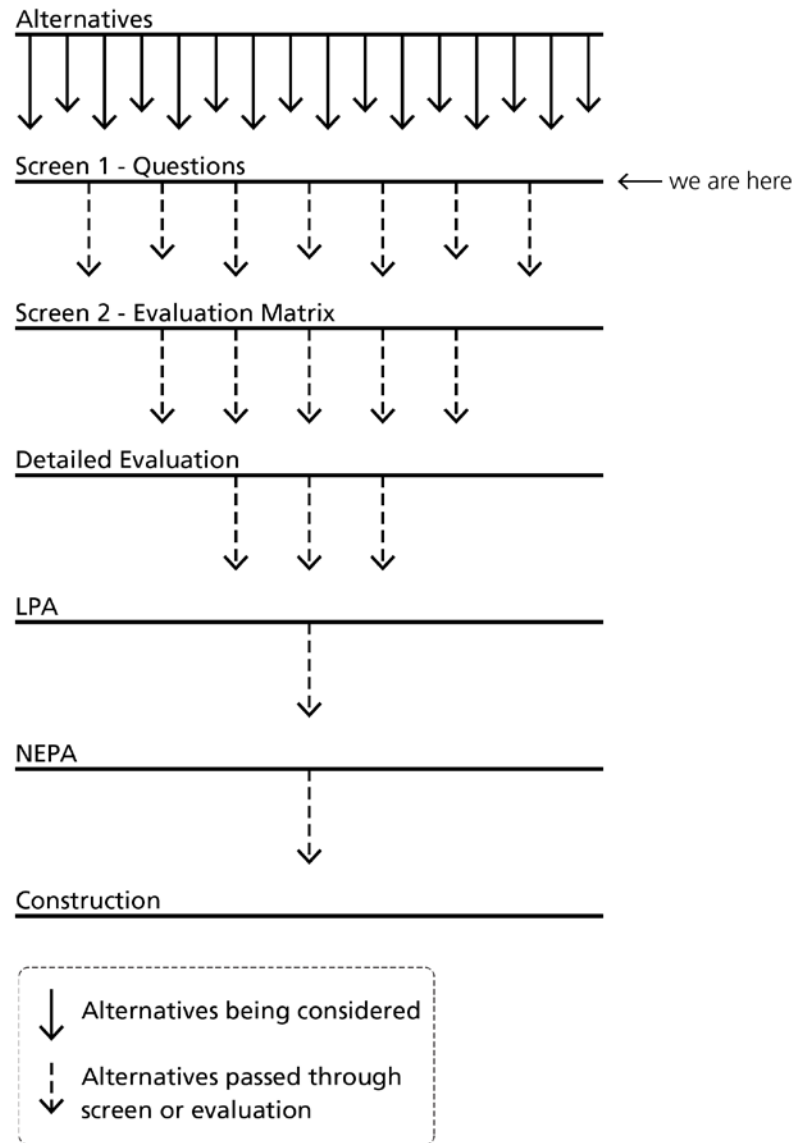 Alternatives
Screen 1 - Questions
we are here
Screen 2 - Evaluation Matrix
Detailed Evaluation
LPA
NEPA
Construction
Alternatives being considered
Alternatives passed through
screen or evaluation